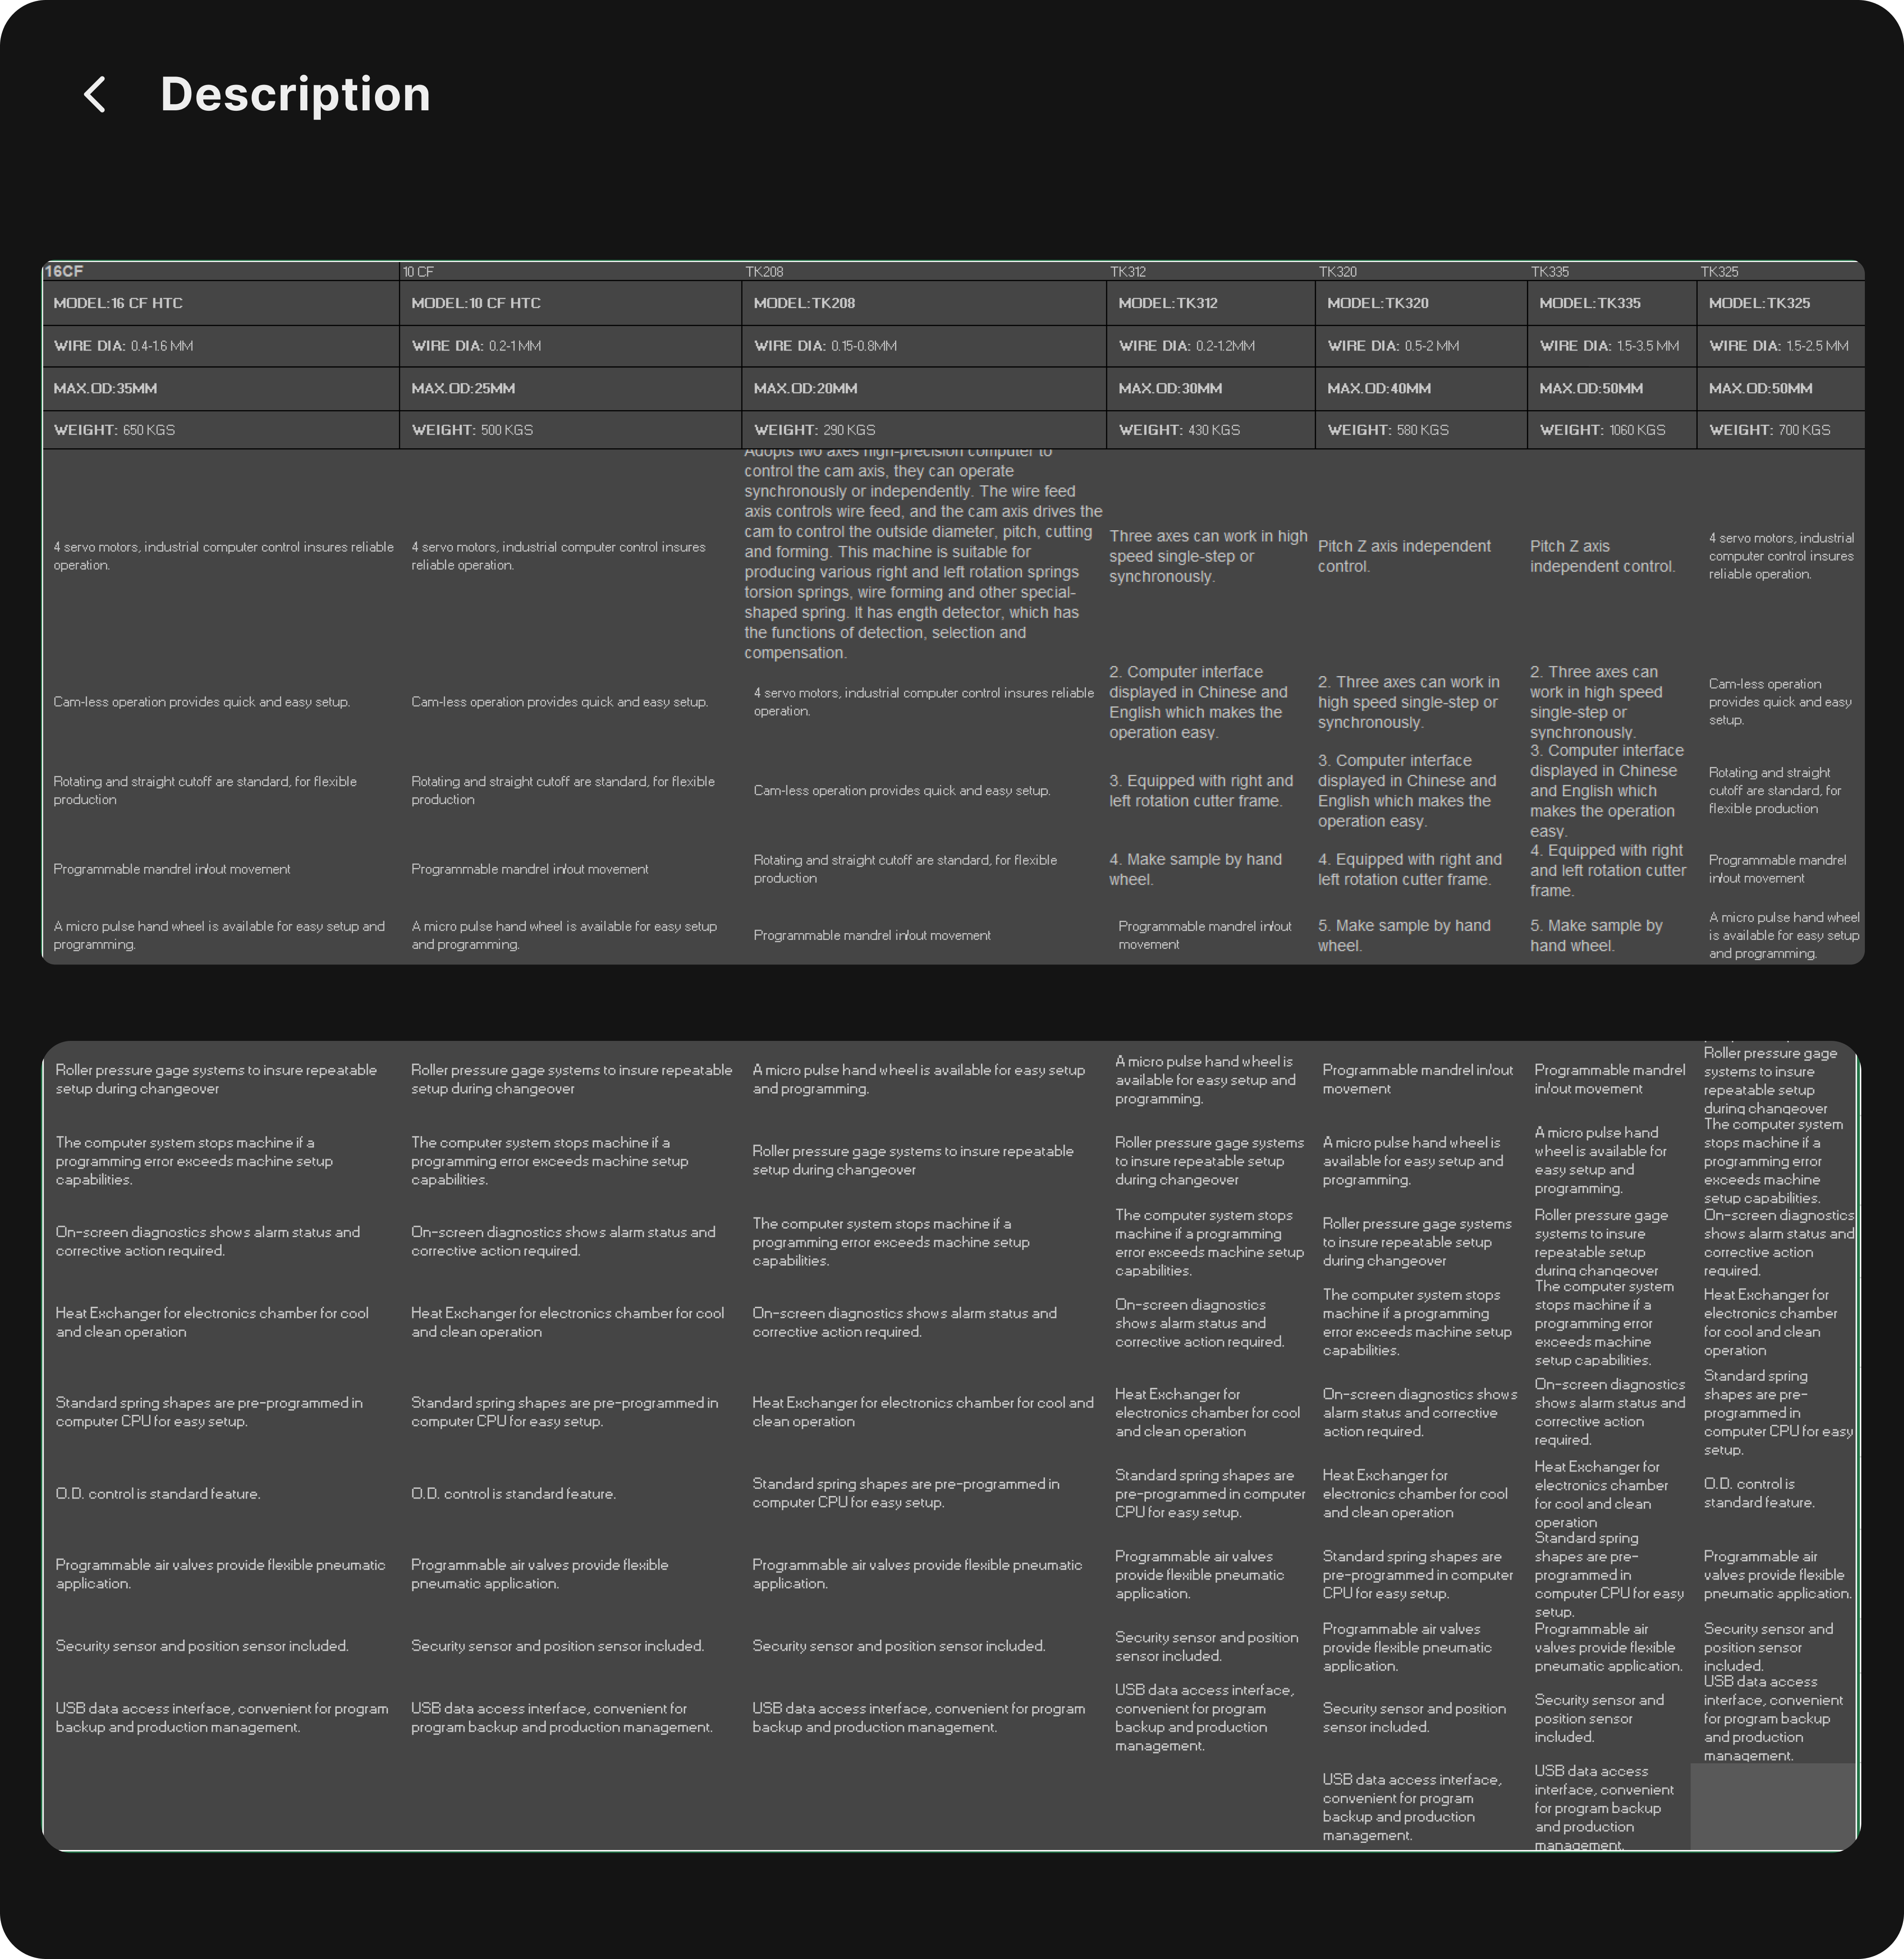 Description
16CF
10 CF
TK208
TK312
TK320
TK335
TK325
MODEL:16 CF HTC
MODEL:10 CF HTC
MODEL:TK208
MODEL:TK312
MODEL:TK320
MODEL:TK335
MODEL:TK325
WIRE DIA: 0.4-1.6 MM
WIRE DIA: 0.2-1 MM
WIRE DIA: 0.15-0.8MM
WIRE DIA: 0.2-1.2MM
WIRE DIA: 0.5-2 MM
WIRE DIA: 1.5-3.5 MM
WIRE DIA: 1.5-2.5 MM
MAX.OD:35MM
MAX.OD:25MM
MAX.OD:20MM
MAX.OD:30MM
MAX.OD:40MM
MAX.OD:50MM
MAX.OD:50MM
WEIGHT: 650 KGS
WEIGHT: 500 KGS
WEIGHT: 290 KGS
WEIGHT: 430 KGS
WEIGHT: 580 KGS
WEIGHT: 1060 KGS
WEIGHT: 700 KGS
4 servo motors, industrial computer control insures reliable
operation.
4 servo motors, industrial computer control insures
reliable operation.
Adopts two axes high-precision computer to
control the cam axis, they can operate
synchronously or independently. The wire feed
axis controls wire feed, and the cam axis drives the
cam to control the outside diameter, pitch, cutting
and forming. This machine is suitable for
producing various right and left rotation springs
torsion springs, wire forming and other special-
shaped spring. It has ength detector, which has
the functions of detection, selection and
compensation.
Three axes can work in high
speed single-step or
synchronously.
Pitch Z axis independent
control.
Pitch Z axis
independent control.
4 servo motors, industrial
computer control insures
reliable operation.
Cam-less operation provides quick and easy setup.
Cam-less operation provides quick and easy setup.
4 servo motors, industrial computer control insures reliable
operation.
2. Computer interface
displayed in Chinese and
English which makes the
operation easy.
2. Three axes can work in
high speed single-step or
synchronously.
2. Three axes can
work in high speed
single-step or
synchronously.
Cam-less operation
provides quick and easy
setup.
Rotating and straight cutoff are standard, for flexible
production
Rotating and straight cutoff are standard, for flexible
production
Cam-less operation provides quick and easy setup.
3. Equipped with right and
left rotation cutter frame.
3. Computer interface
displayed in Chinese and
English which makes the
operation easy.
3. Computer interface
displayed in Chinese
and English which
makes the operation
easy.
Rotating and straight
cutoff are standard, for
flexible production
Programmable mandrel in/out movement
Programmable mandrel in/out movement
Rotating and straight cutoff are standard, for flexible
production
4. Make sample by hand
wheel.
4. Equipped with right and
left rotation cutter frame.
4. Equipped with right
and left rotation cutter
frame.
Programmable mandrel
in/out movement
A micro pulse hand wheel is available for easy setup and
programming.
A micro pulse hand wheel is available for easy setup
and programming.
Programmable mandrel in/out movement
Programmable mandrel in/out
movement
5. Make sample by hand
wheel.
5. Make sample by
hand wheel.
A micro pulse hand wheel
is available for easy setup
and programming.
Roller pressure gage systems to insure repeatable
setup during changeover
Roller pressure gage systems to insure repeatable
setup during changeover
A micro pulse hand wheel is available for easy setup
and programming.
A micro pulse hand wheel is
available for easy setup and
programming.
Programmable mandrel in/out
movement
Programmable mandrel
in/out movement
Roller pressure gage
systems to insure
repeatable setup
during changeover
The computer system stops machine if a
programming error exceeds machine setup
capabilities.
The computer system stops machine if a
programming error exceeds machine setup
capabilities.
Roller pressure gage systems to insure repeatable
setup during changeover
Roller pressure gage systems
to insure repeatable setup
during changeover
A micro pulse hand wheel is
available for easy setup and
programming.
A micro pulse hand
wheel is available for
easy setup and
programming.
The computer system
stops machine if a
programming error
exceeds machine
setup capabilities.
On-screen diagnostics shows alarm status and
corrective action required.
On-screen diagnostics shows alarm status and
corrective action required.
The computer system stops machine if a
programming error exceeds machine setup
capabilities.
The computer system stops
machine if a programming
error exceeds machine setup
capabilities.
Roller pressure gage systems
to insure repeatable setup
during changeover
Roller pressure gage
systems to insure
repeatable setup
during changeover
On-screen diagnostics
shows alarm status and
corrective action
required.
Heat Exchanger for electronics chamber for cool
and clean operation
Heat Exchanger for electronics chamber for cool
and clean operation
On-screen diagnostics shows alarm status and
corrective action required.
On-screen diagnostics
shows alarm status and
corrective action required.
The computer system stops
machine if a programming
error exceeds machine setup
capabilities.
The computer system
stops machine if a
programming error
exceeds machine
setup capabilities.
Heat Exchanger for
electronics chamber
for cool and clean
operation
Standard spring shapes are pre-programmed in
computer CPU for easy setup.
Standard spring shapes are pre-programmed in
computer CPU for easy setup.
Heat Exchanger for electronics chamber for cool and
clean operation
Heat Exchanger for
electronics chamber for cool
and clean operation
On-screen diagnostics shows
alarm status and corrective
action required.
On-screen diagnostics
shows alarm status and
corrective action
required.
Standard spring
shapes are pre-
programmed in
computer CPU for easy
setup.
O.D. control is standard feature.
O.D. control is standard feature.
Standard spring shapes are pre-programmed in
computer CPU for easy setup.
Standard spring shapes are
pre-programmed in computer
CPU for easy setup.
Heat Exchanger for
electronics chamber for cool
and clean operation
Heat Exchanger for
electronics chamber
for cool and clean
operation
O.D. control is
standard feature.
Programmable air valves provide flexible pneumatic
application.
Programmable air valves provide flexible
pneumatic application.
Programmable air valves provide flexible pneumatic
application.
Programmable air valves
provide flexible pneumatic
application.
Standard spring shapes are
pre-programmed in computer
CPU for easy setup.
Standard spring
shapes are pre-
programmed in
computer CPU for easy
setup.
Programmable air
valves provide flexible
pneumatic application.
Security sensor and position sensor included.
Security sensor and position sensor included.
Security sensor and position sensor included.
Security sensor and position
sensor included.
Programmable air valves
provide flexible pneumatic
application.
Programmable air
valves provide flexible
pneumatic application.
Security sensor and
position sensor
included.
USB data access interface, convenient for program
backup and production management.
USB data access interface, convenient for
program backup and production management.
USB data access interface, convenient for program
backup and production management.
USB data access interface,
convenient for program
backup and production
management.
Security sensor and position
sensor included.
Security sensor and
position sensor
included.
USB data access
interface, convenient
for program backup
and production
management.
USB data access interface,
convenient for program
backup and production
management.
USB data access
interface, convenient
for program backup
and production
management.